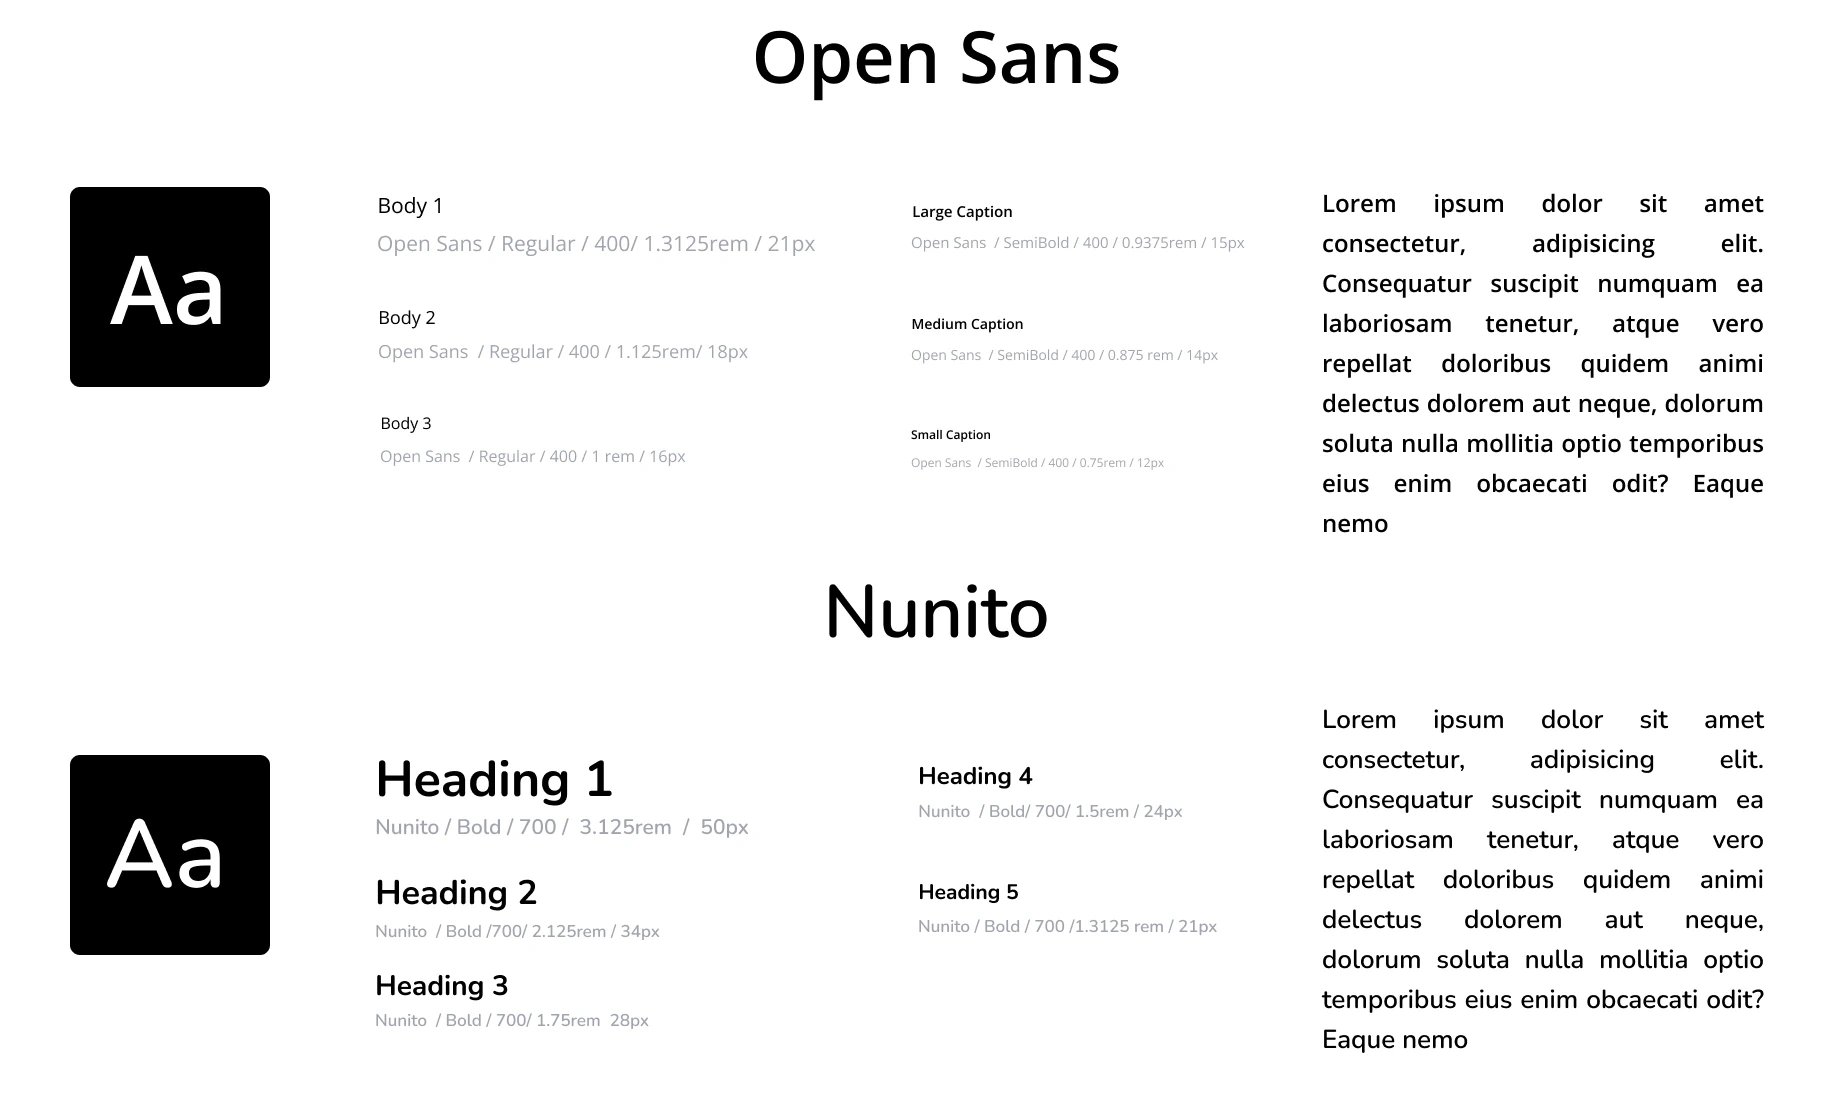 Open Sans
Aa
Body 1
Open Sans / Regular / 400/ 1.3125rem / 21px
Body 2
Open Sans  / Regular / 400 / 1.125rem/ 18px
Body 3
Open Sans  / Regular / 400 / 1 rem / 16px
Large Caption
Open Sans  / SemiBold / 400 / 0.9375rem / 15px
Medium Caption
Open Sans  / SemiBold / 400 / 0.875 rem / 14px
Small Caption
Open Sans  / SemiBold / 400 / 0.75rem / 12px
Lorem ipsum dolor sit amet
consectetur, adipisicing elit.
Consequatur suscipit numquam ea
laboriosam tenetur, atque vero
repellat doloribus quidem animi
delectus dolorem aut neque, dolorum
soluta nulla mollitia optio temporibus
eius enim obcaecati odit? Eaque
nemo
Nunito
Aa
Heading 1
Nunito / Bold / 700 /  3.125rem  /  50px
Heading 2
Nunito  / Bold /700/ 2.125rem / 34px
Heading 3
Nunito  / Bold / 700/ 1.75rem  28px
Heading 4
Nunito  / Bold/ 700/ 1.5rem / 24px
Heading 5
Nunito / Bold / 700 /1.3125 rem / 21px
Lorem ipsum dolor sit amet
consectetur, adipisicing elit.
Consequatur suscipit numquam ea
laboriosam tenetur, atque vero
repellat doloribus quidem animi
delectus dolorem aut neque,
dolorum soluta nulla mollitia optio
temporibus eius enim obcaecati odit?
Eaque nemo